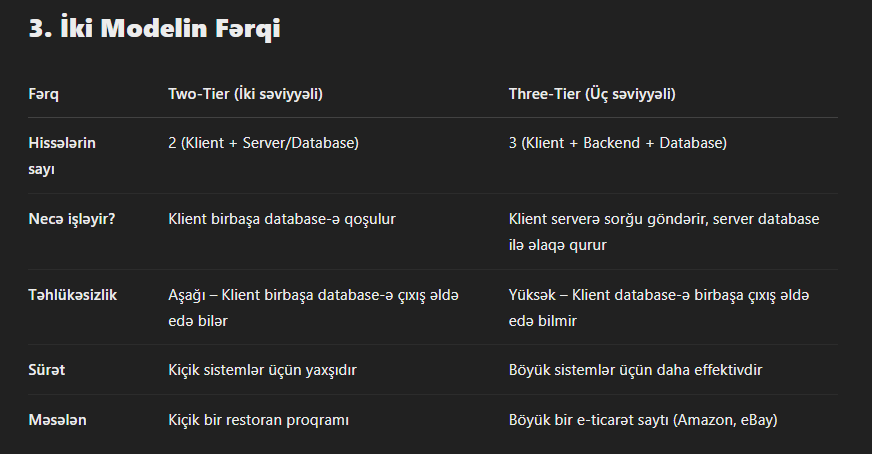 3. İki Modelin Fərqi
Fərq Two-Tier (İki səviyyəli) Three-Tier (Üç səviyyəli)
Hissələrin sayı 2 (Klient + Server/Database) 3 (Klient + Backend + Database)
Necə işləyir? Klient birbaşa database-ə qoşulur Klient serverə sorğu göndərir, server database
ilə əlaqə qurur
Təhlükəsizlik Aşağı – Klient birbaşa database-ə çıxış əldə
edə bilər
Yüksək – Klient database-ə birbaşa çıxış əldə
edə bilmir
Sürət Kiçik sistemlər üçün yaxşıdır Böyük sistemlər üçün daha effektivdir
Məsələn Kiçik bir restoran proqramı Böyük bir e-ticarət saytı (Amazon, eBay)